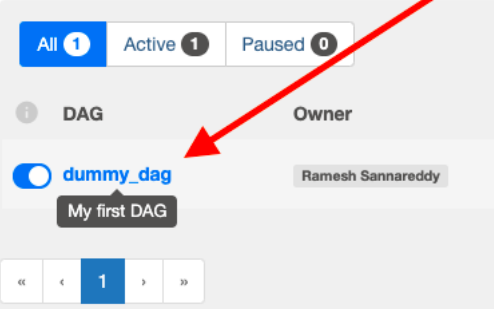 All 1 Active 1 Paused 0
i DAG Owner
dummy_dag Ramesh Sannareddy
My first DAG
« ‹ 1 › »